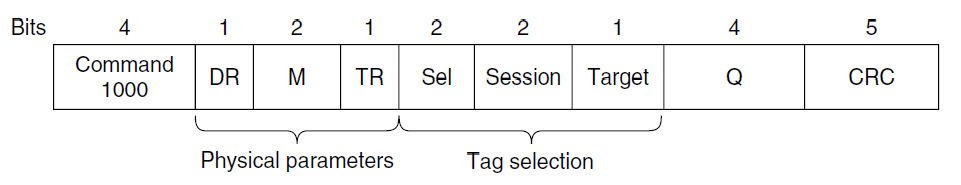 Bits 4 1 2 1 2 2 1 4 5
Command 1000 DR M TR Sel Session Target Q CRC
Physical parameters Tag selection